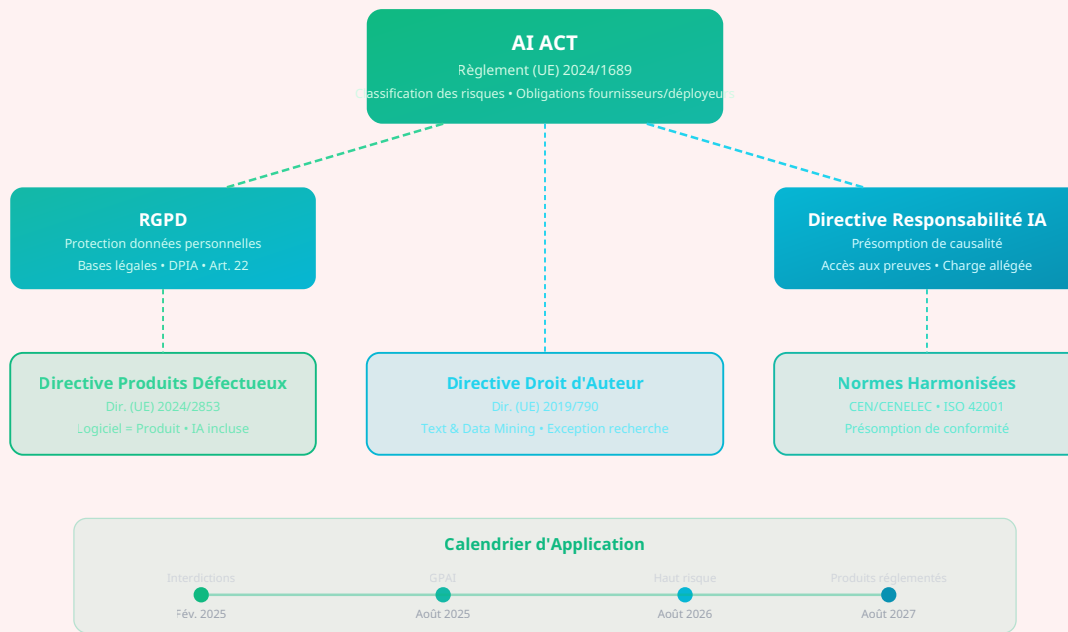 AI ACT
Règlement (UE) 2024/1689
Classification des risques • Obligations fournisseurs/déployeurs
RGPD
Protection données personnelles
Bases légales • DPIA • Art. 22
Directive Responsabilité IA
Présomption de causalité
Accès aux preuves • Charge allégée
Directive Produits Défectueux
Dir. (UE) 2024/2853
Logiciel = Produit • IA incluse
Directive Droit d'Auteur
Dir. (UE) 2019/790
Text & Data Mining • Exception recherche
Normes Harmonisées
CEN/CENELEC • ISO 42001
Présomption de conformité
Calendrier d'Application
Interdictions
GPAI
Haut risque
Produits réglementés
Fév. 2025
Août 2025
Août 2026
Août 2027